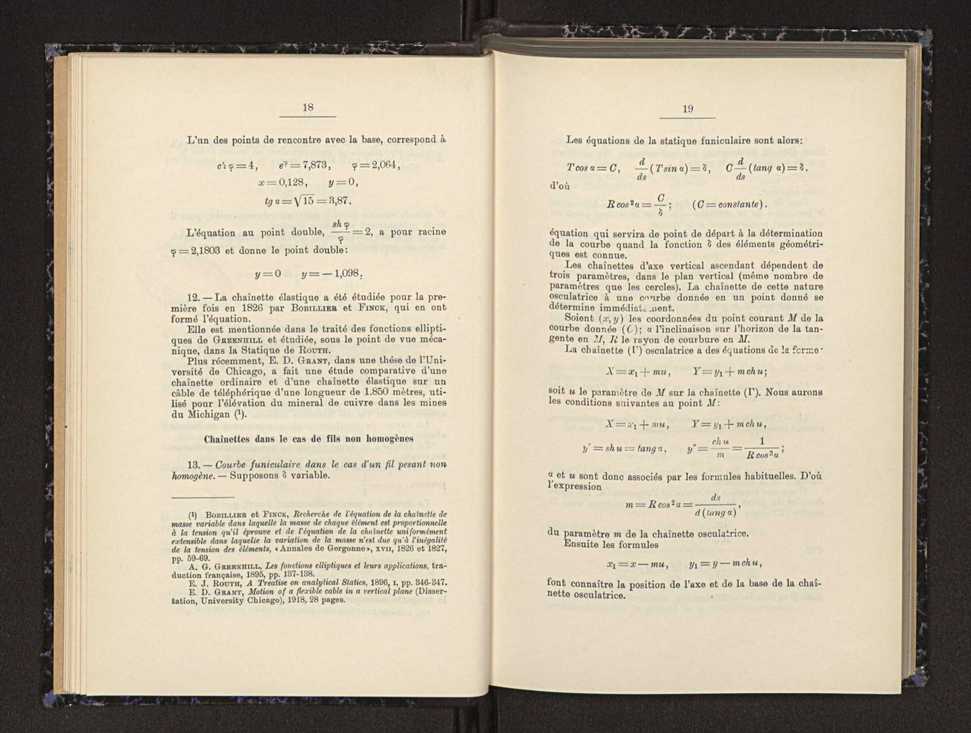 18
L'un des points de rencontre avec la base, correspond à
ch φ = 4, e^φ = 7,873, φ = 2,064,
x = 0,128, y = 0,
tg α = √15 = 3,87.
L'équation au point double, sh φ / φ = 2, a pour racine
φ = 2,1803 et donne le point double:
y = 0 y = — 1,098.
12. — La chaînette élastique a été étudiée pour la pre-
mière fois en 1826 par BOBILLIER et FINCK, qui en ont
formé l'équation.
Elle est mentionnée dans le traité des fonctions ellipti-
ques de GREENHILL et étudiée, sous le point de vue méca-
nique, dans la Statique de ROUTH.
Plus récemment, E. D. GRANT, dans une thése de l'Uni-
versité de Chicago, a fait une étude comparative d'une
chaînette ordinaire et d'une chaînette élastique sur un
câble de téléphérique d'une longueur de 1.850 mètres, uti-
lisé pour l'élévation du mineral de cuivre dans les mines
du Michigan (¹).
Chaînettes dans le cas de fils non homogènes
13. — Courbe funiculaire dans le cas d'un fil pesant non
homogène. — Supposons δ variable.
(¹) BOBILLIER et FINCK, Recherche de l'équation de la chaînette de
masse variable dans laquelle la masse de chaque élément est proportionnelle
à la tension qu'il éprouve et de l'équation de la chaînette uniformément
extensible dans laquelle la variation de la masse n'est due qu'à l'inégalité
de la tension des éléments, «Annales de Gergonne», XVII, 1826 et 1827,
pp. 59-69.
A. G. GREENHILL, Les fonctions elliptiques et leurs applications, tra-
duction française, 1895, pp. 137-138.
E. J. ROUTH, A Treatise on analytical Statics, 1896, I, pp. 346-347.
E. D. GRANT, Motion of a flexible cable in a vertical plane (Disser-
tation, University Chicago), 1918, 28 pages.
19
Les équations de la statique funiculaire sont alors:
T cos α = C, d/ds (T sin α) = δ, C d/ds (tang α) = δ.
d'où
R cos² α = C/δ; (C = constante).
équation qui servira de point de départ à la détermination
de la courbe quand la fonction δ des éléments géométri-
ques est connue.
Les chaînettes d'axe vertical ascendant dépendent de
trois paramètres, dans le plan vertical (même nombre de
paramètres que les cercles). La chaînette de cette nature
osculatrice à une courbe donnée en un point donné se
détermine immédiatement.
Soient (x, y) les coordonnées du point courant M de la
courbe donnée (C); α l'inclinaison sur l'horizon de la tan-
gente en M, R le rayon de courbure en M.
La chaînette (Γ) osculatrice a des équations de la forme
X = x₁ + mu, Y = y₁ + m ch u;
soit u le paramètre de M sur la chaînette (Γ). Nous aurons
les conditions suivantes au point M:
X = x₁ + mu, Y = y₁ + m ch u,
y' = sh u = tang α, y'' = ch u / m = 1 / R cos³ α;
α et u sont donc associés par les formules habituelles. D'où
l'expression
m = R cos² α = ds / d (tang α),
du paramètre m de la chaînette osculatrice.
Ensuite les formules
x₁ = x — mu, y₁ = y — m ch u,
font connaître la position de l'axe et de la base de la chaî-
nette osculatrice.